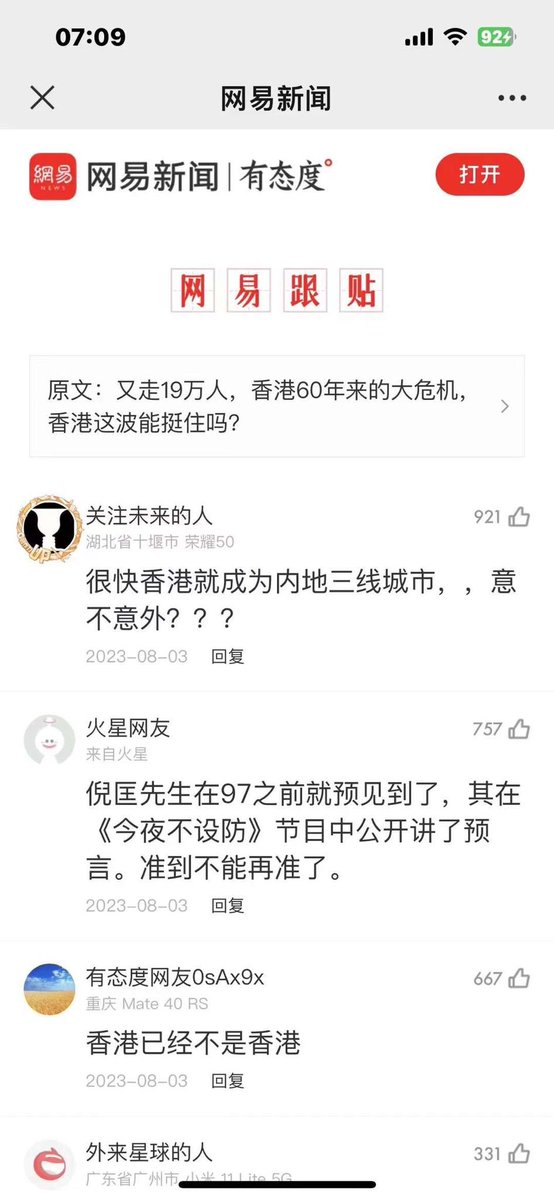 07:09
92
网易新闻
網易
NEWS
网易新闻|有态度°
打开
网易跟贴
原文：又走19万人，香港60年来的大危机，
香港这波能挺住吗？
关注未来的人
921
湖北省十堰市 荣耀50
UP
很快香港就成为内地三线城市，，意
不意外？？？
2023-08-03 回复
火星网友
757
来自火星
倪匡先生在97之前就预见到了，其在
《今夜不设防》节目中公开讲了预
言。准到不能再准了。
2023-08-03 回复
有态度网友0sAx9x
667
重庆 Mate 40 RS
香港已经不是香港
2023-08-03 回复
外来星球的人
331
广东省广州市 小米 11 Lite 5G